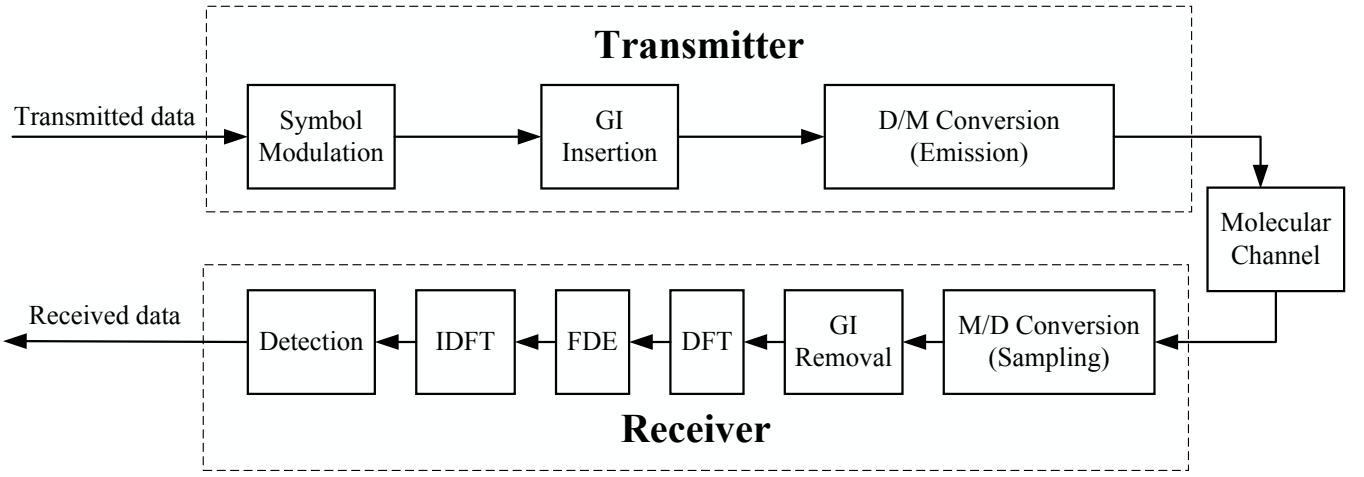 Transmitter
Transmitted data
Symbol
Modulation
GI
Insertion
D/M Conversion
(Emission)
Molecular
Channel
Received data
Detection
IDFT
FDE
DFT
GI
Removal
M/D Conversion
(Sampling)
Receiver